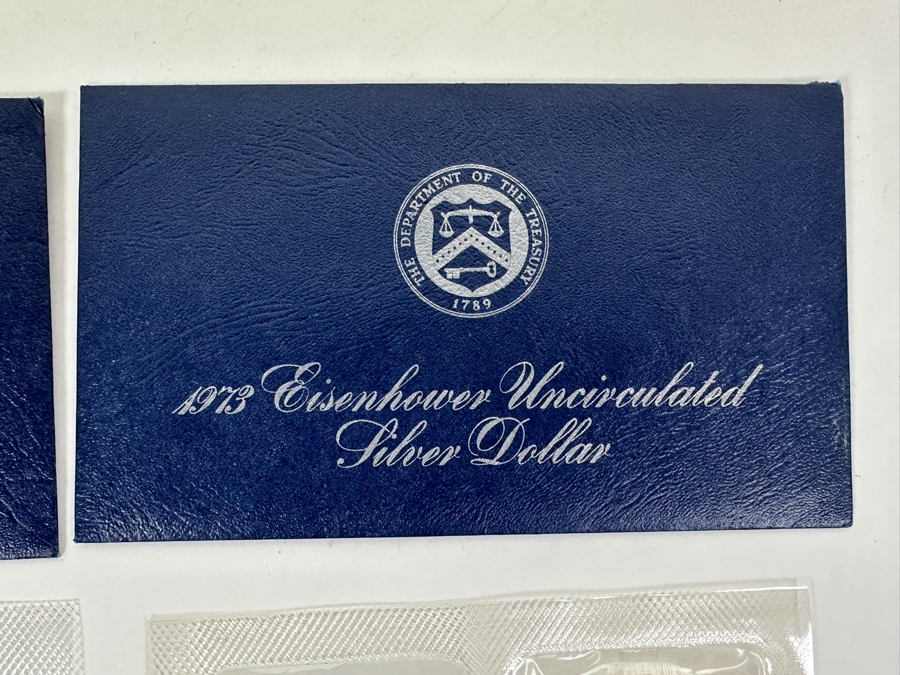 THE DEPARTMENT OF THE TREASURY
1789
1973 Eisenhower Uncirculated
Silver Dollar